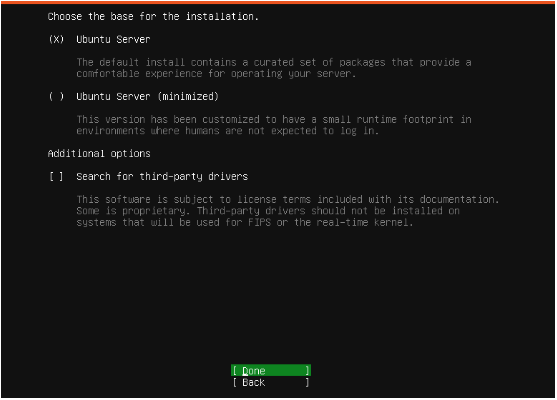 Choose the base for the installation.
(X) Ubuntu Server
The default install contains a curated set of packages that provide a
comfortable experience for operating your server.
( ) Ubuntu Server (minimized)
This version has been customized to have a small runtime footprint in
environments where humans are not expected to log in.
Additional options
[ ] Search for third-party drivers
This software is subject to license terms included with its documentation.
Some is proprietary. Third-party drivers should not be installed on
systems that will be used for FIPS or the real-time kernel.
[ Done ]
[ Back ]